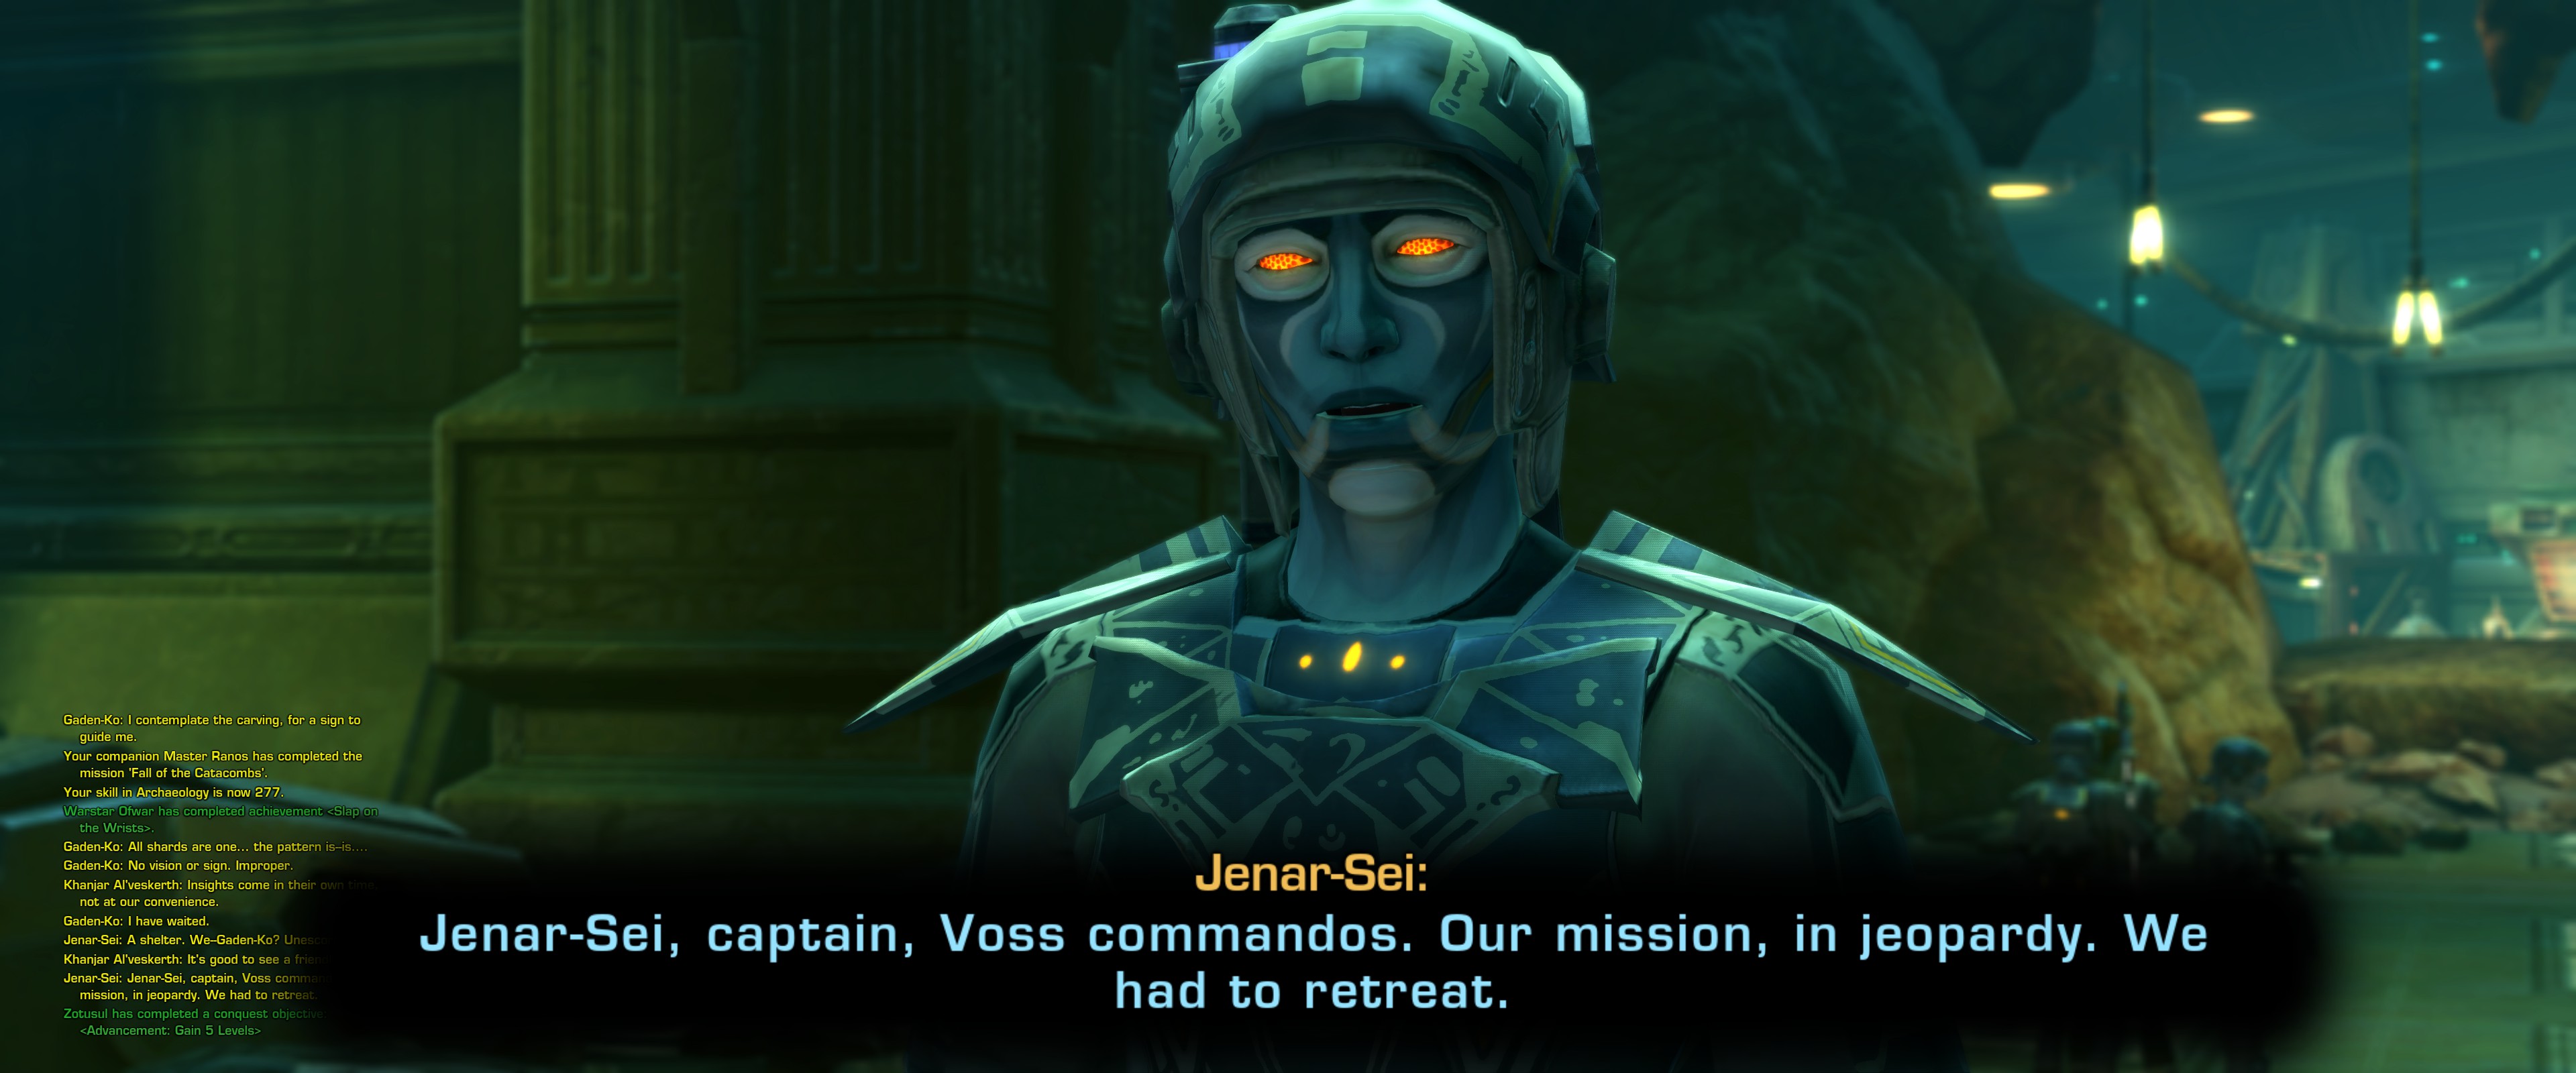 Gaden-Ko: I contemplate the carving, for a sign to
guide me.
Your companion Master Ranos has completed the
mission 'Fall of the Catacombs'.
Your skill in Archaeology is now 277.
Warstar Ofwar has completed achievement <Slap on
the Wrists>.
Gaden-Ko: All shards are one... the pattern is–is....
Gaden-Ko: No vision or sign. Improper.
Khanjar Al'veskerth: Insights come in their own time,
not at our convenience.
Gaden-Ko: I have waited.
Jenar-Sei: A shelter. We–Gaden-Ko?
Khanjar Al'veskerth: It's good to see a
Jenar-Sei: Jenar-Sei, captain, Voss
mission, in jeopardy. We had to retreat.
Zotusul has completed a conquest objective
<Advancement: Gain 5 Levels>
Jenar-Sei:
Jenar-Sei, captain, Voss commandos. Our mission, in jeopardy. We
had to retreat.